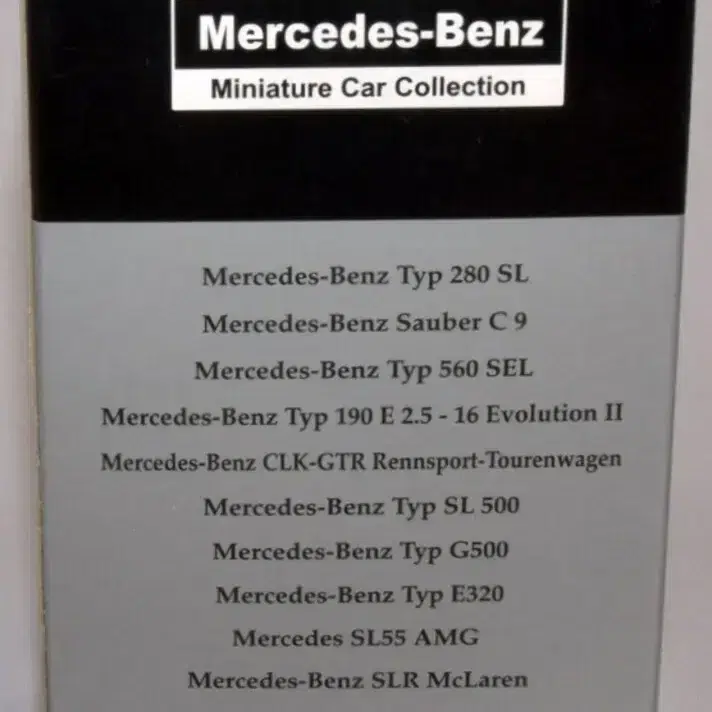 Mercedes-Benz
Miniature Car Collection
Mercedes-Benz Typ 280 SL
Mercedes-Benz Sauber C 9
Mercedes-Benz Typ 560 SEL
Mercedes-Benz Typ 190 E 2.5 - 16 Evolution II
Mercedes-Benz CLK-GTR Rennsport-Tourenwagen
Mercedes-Benz Typ SL 500
Mercedes-Benz Typ G500
Mercedes-Benz Typ E320
Mercedes SL55 AMG
Mercedes-Benz SLR McLaren